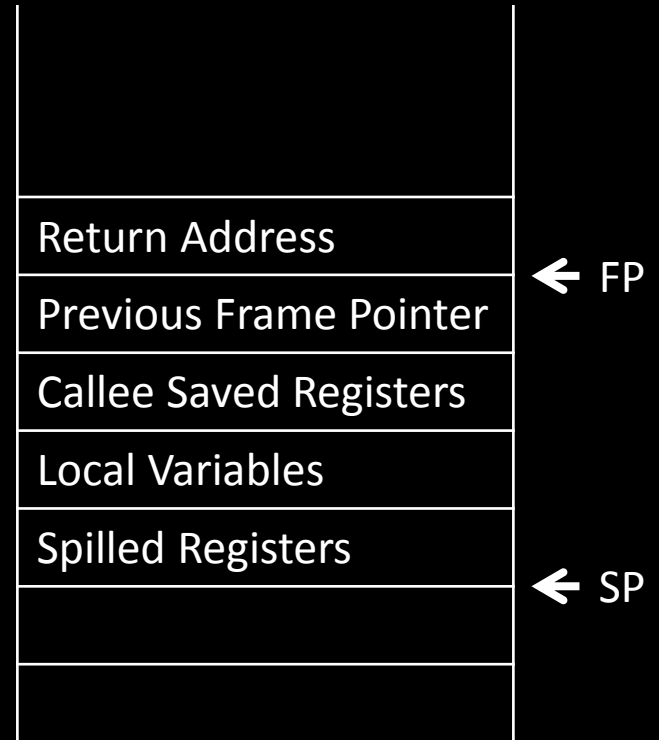 Return Address
FP
Previous Frame Pointer
Callee Saved Registers
Local Variables
Spilled Registers
SP